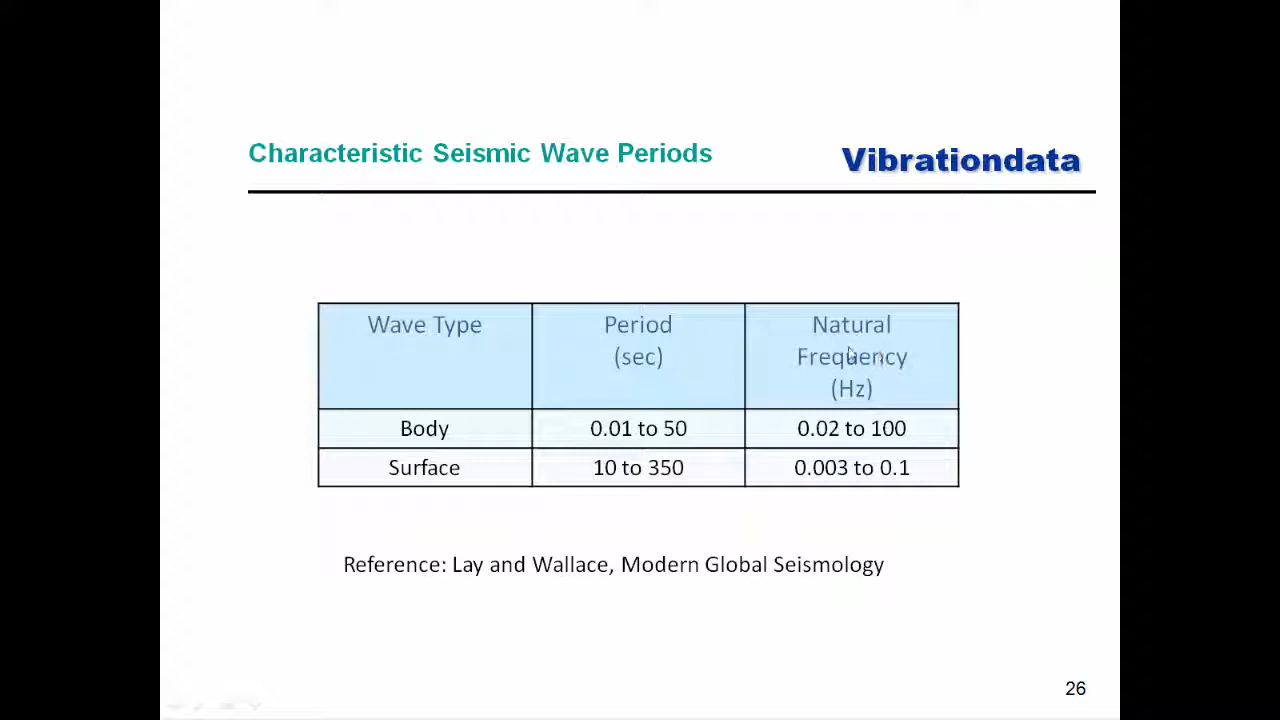 Characteristic Seismic Wave Periods
Vibrationdata
Wave Type
Period
(sec)
Natural
Frequency
(Hz)
Body
0.01 to 50
0.02 to 100
Surface
10 to 350
0.003 to 0.1
Reference: Lay and Wallace, Modern Global Seismology
26